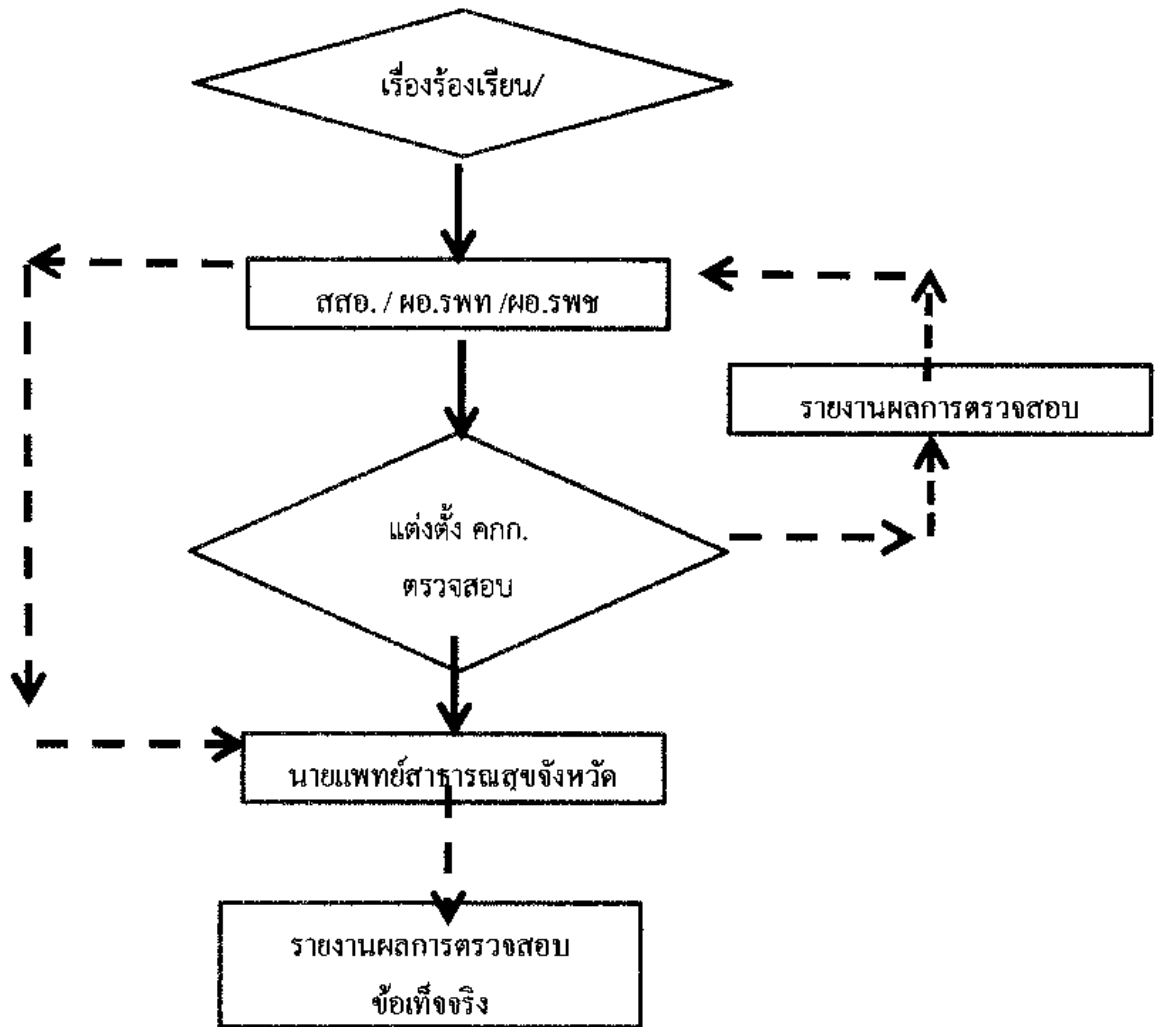 เรื่องร้องเรียน/
สสอ. / ผอ.รพท /ผอ.รพช
รายงานผลการตรวจสอบ
แต่งตั้ง คกก.
ตรวจสอบ
นายแพทย์สาธารณสุขจังหวัด
รายงานผลการตรวจสอบ
ข้อเท็จจริง